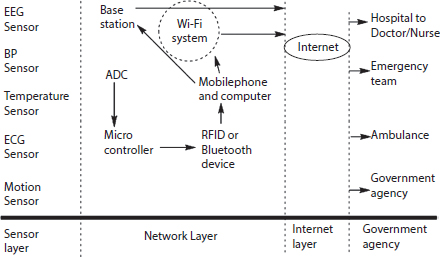 EEG
Sensor
BP
Sensor
Temperature
Sensor
ECG
Sensor
Motion
Sensor
Sensor
layer
Base
station
ADC
Micro
controller
Wi-Fi
system
Mobilephone
and computer
RFID or
Bluetooth
device
Network Layer
Internet
Internet
layer
Hospital to
Doctor/Nurse
Emergency
team
Ambulance
Government
agency
Government
agency